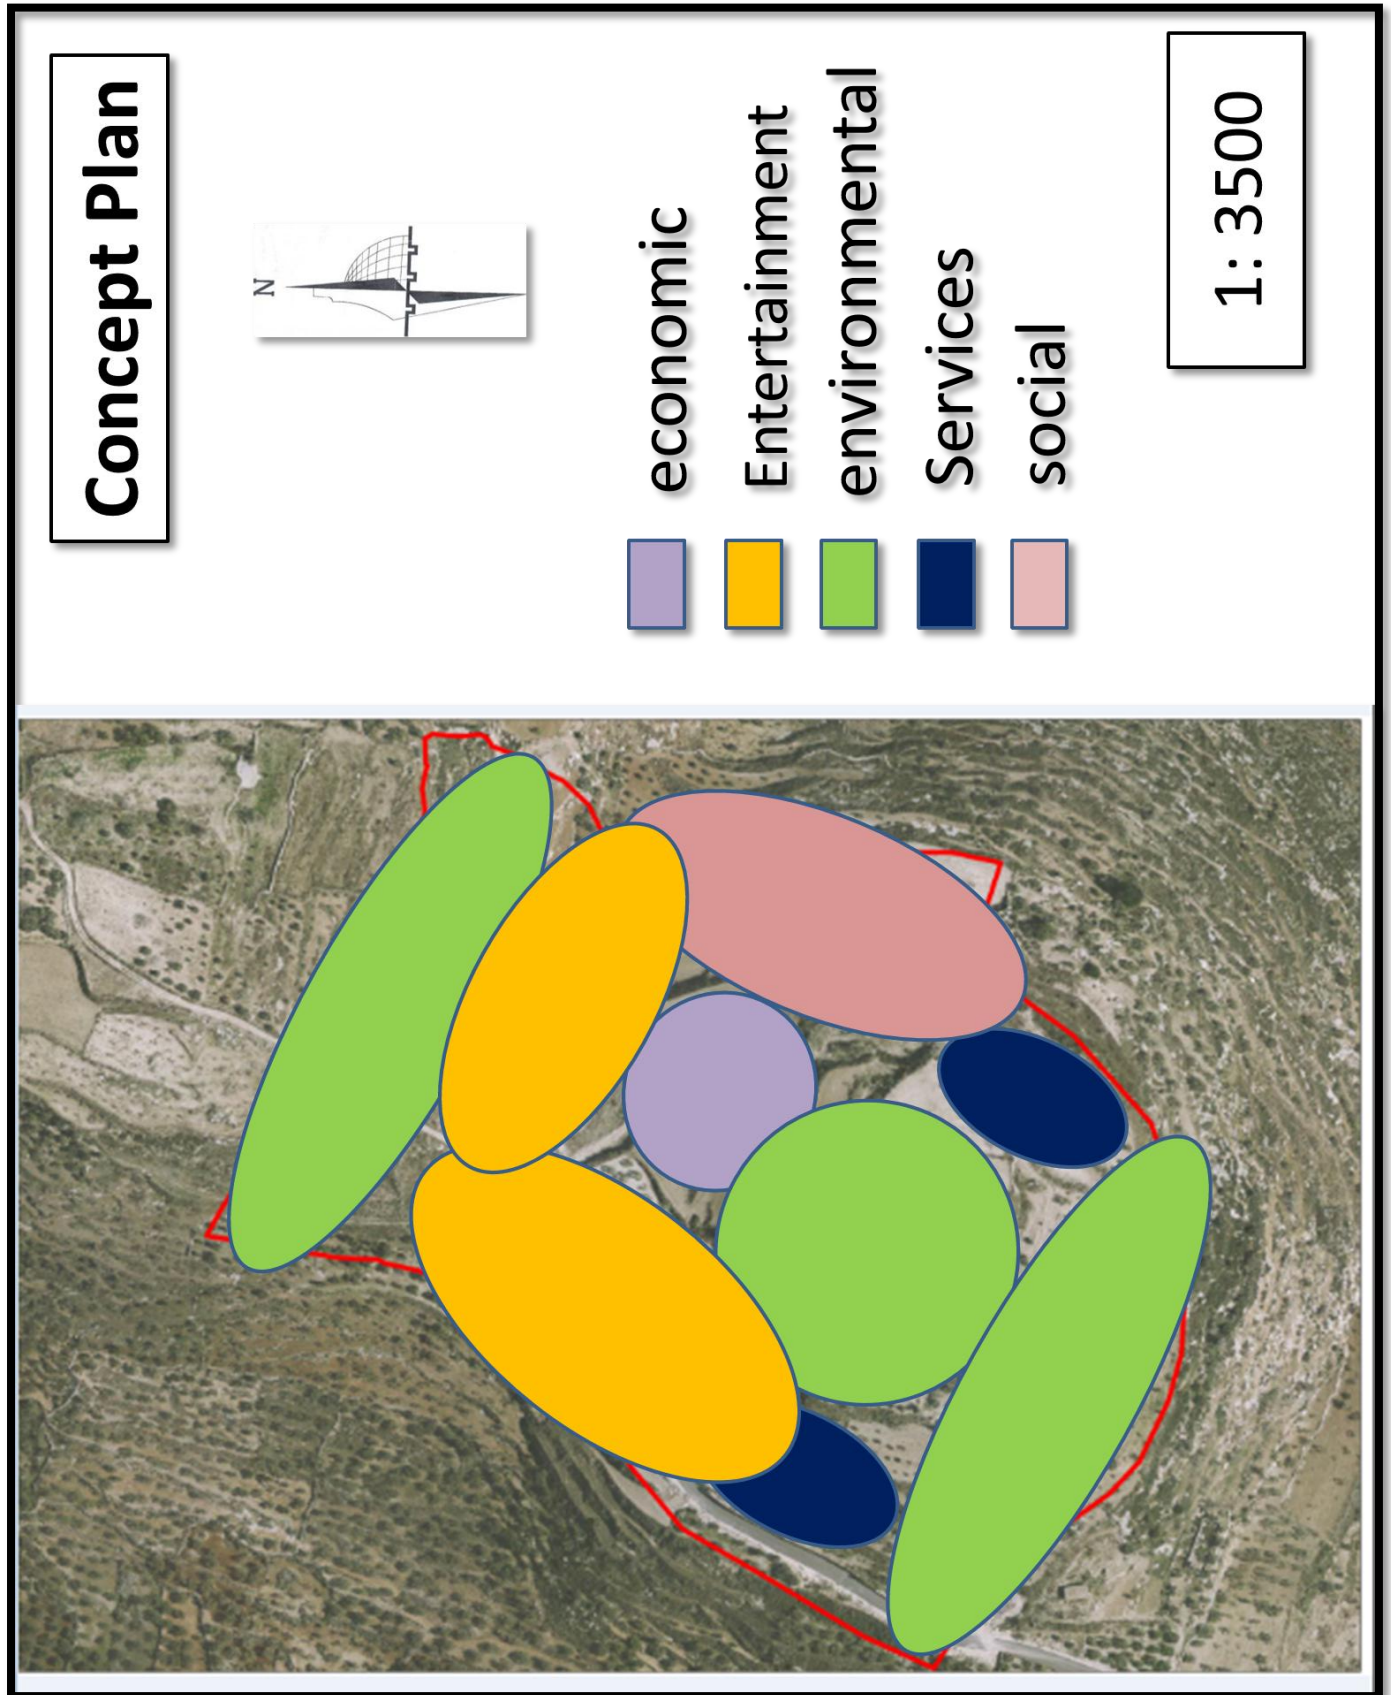 Concept Plan
N
economic
Entertainment
environmental
Services
social
1: 3500